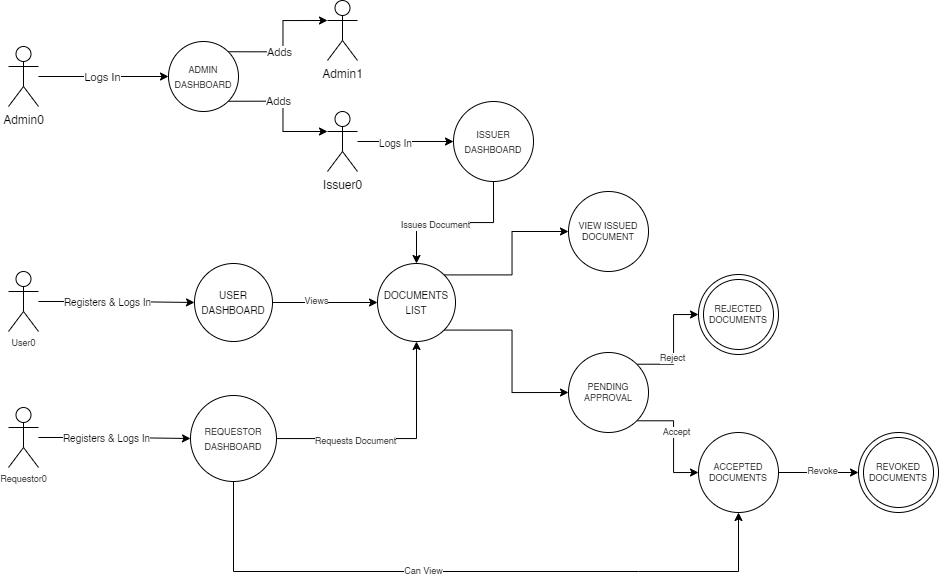 Admin0
Logs In
ADMIN
DASHBOARD
Adds
Admin1
Adds
Issuer0
Logs In
ISSUER
DASHBOARD
Issues Document
VIEW ISSUED
DOCUMENT
User0
Registers & Logs In
USER
DASHBOARD
Views
DOCUMENTS
LIST
REJECTED
DOCUMENTS
Reject
PENDING
APPROVAL
Accept
Requestor0
Registers & Logs In
REQUESTOR
DASHBOARD
Requests Document
ACCEPTED
DOCUMENTS
Revoke
REVOKED
DOCUMENTS
Can View